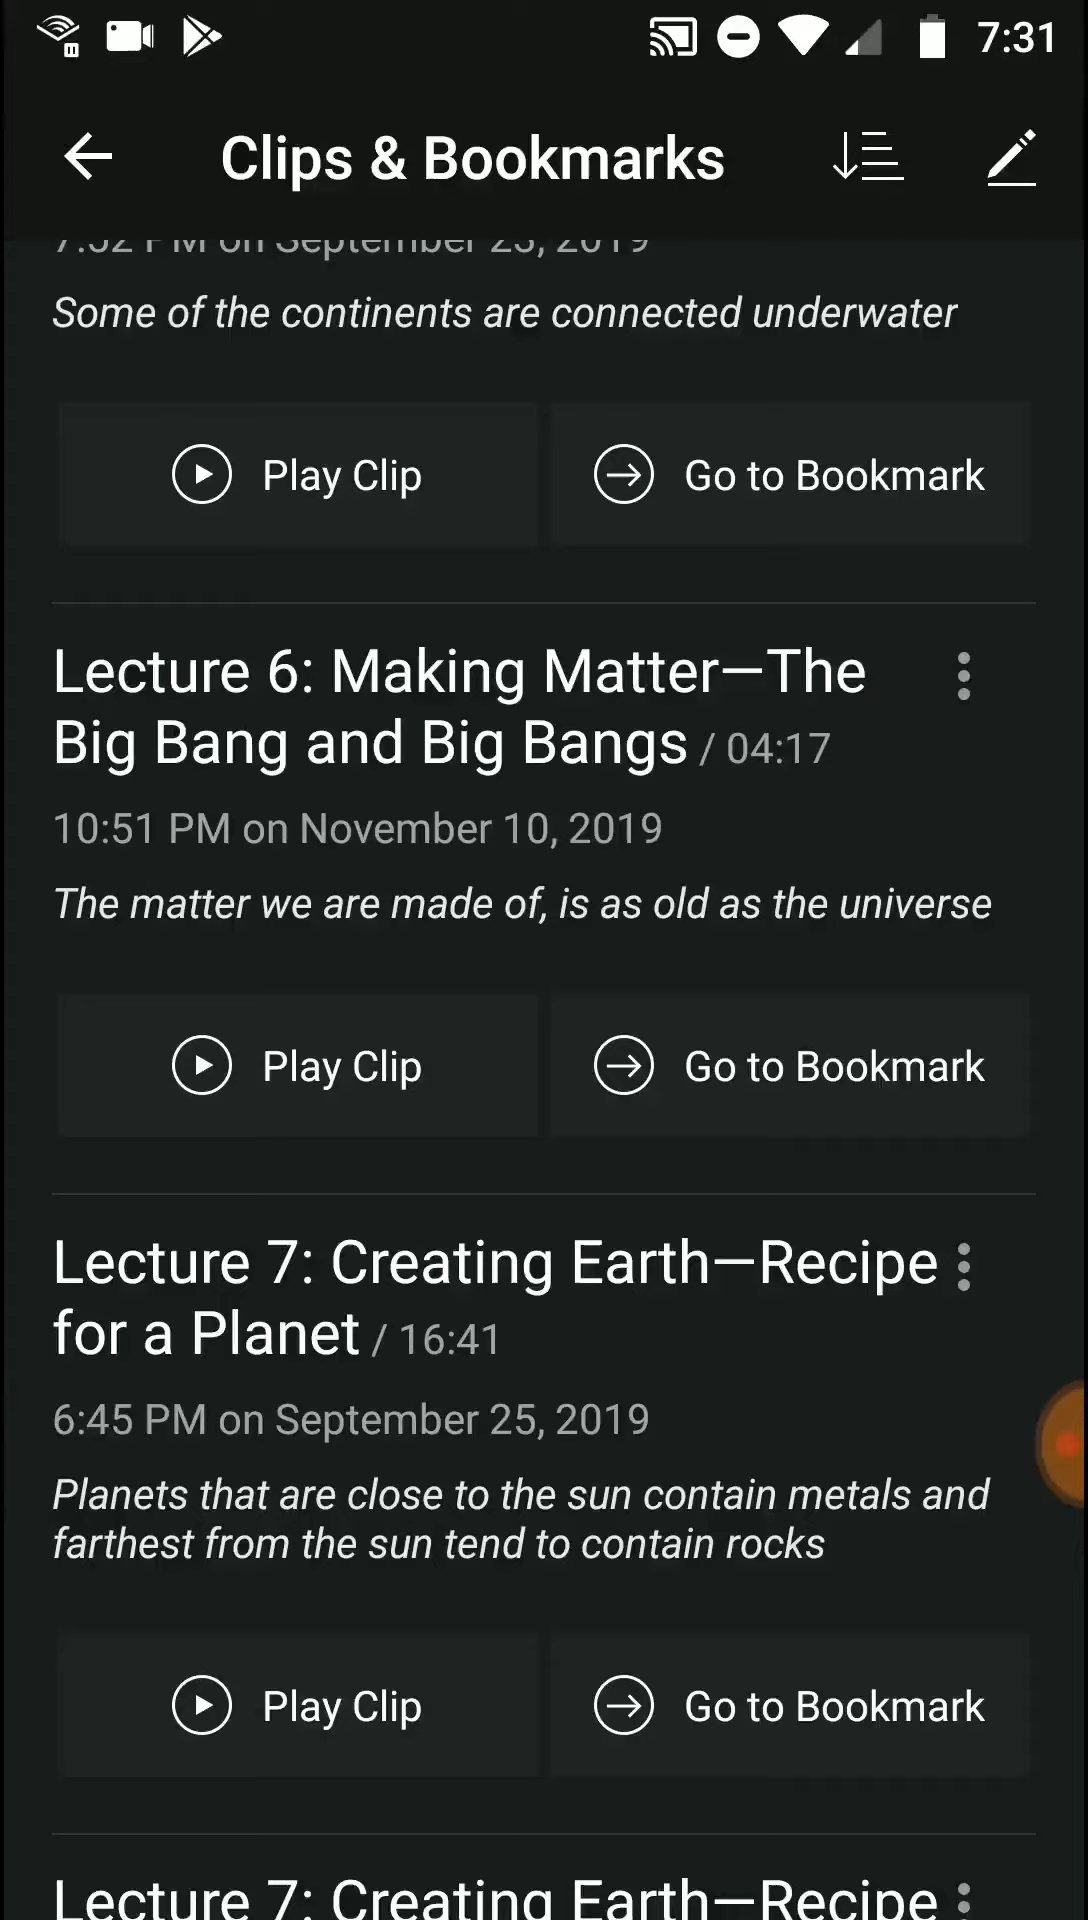 7:31
Clips & Bookmarks
PM on September 25, 2019
Some of the continents are connected underwater
Play Clip
Go to Bookmark
Lecture 6: Making Matter—The
Big Bang and Big Bangs / 04:17
10:51 PM on November 10, 2019
The matter we are made of, is as old as the universe
Play Clip
Go to Bookmark
Lecture 7: Creating Earth—Recipe
for a Planet / 16:41
6:45 PM on September 25, 2019
Planets that are close to the sun contain metals and
farthest from the sun tend to contain rocks
Play Clip
Go to Bookmark
Lecture 7: Creating Earth—Recipe